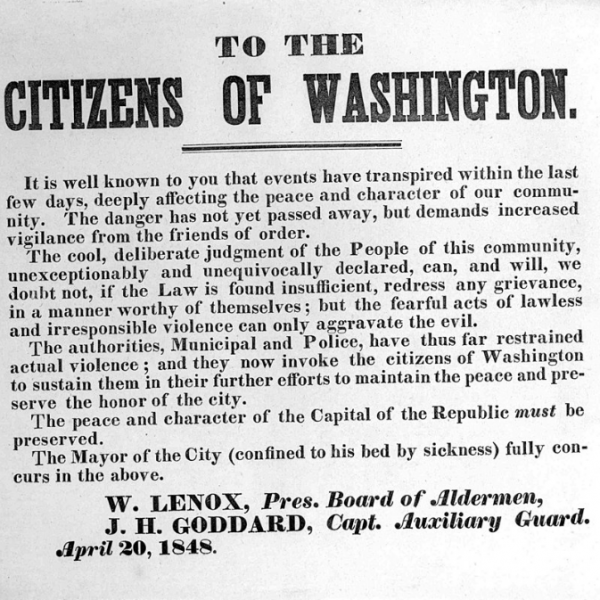 TO THE
CITIZENS OF WASHINGTON.
It is well known to you that events have transpired within the last
few days, deeply affecting the peace and character of our commu-
nity. The danger has not yet passed away, but demands increased
vigilance from the friends of order.
The cool, deliberate judgment of the People of this community,
unexceptionably and unequivocally declared, can, and will, we
doubt not, if the Law is found insufficient, redress any grievance,
in a manner worthy of themselves; but the fearful acts of lawless
and irresponsible violence can only aggravate the evil.
The authorities, Municipal and Police, have thus far restrained
actual violence; and they now invoke the citizens of Washington
to sustain them in their further efforts to maintain the peace and pre-
serve the honor of the city.
The peace and character of the Capital of the Republic must be
preserved.
The Mayor of the City (confined to his bed by sickness) fully con-
curs in the above.
W. LENOX, Pres. Board of Aldermen,
J. H. GODDARD, Capt. Auxiliary Guard.
April 20, 1848.